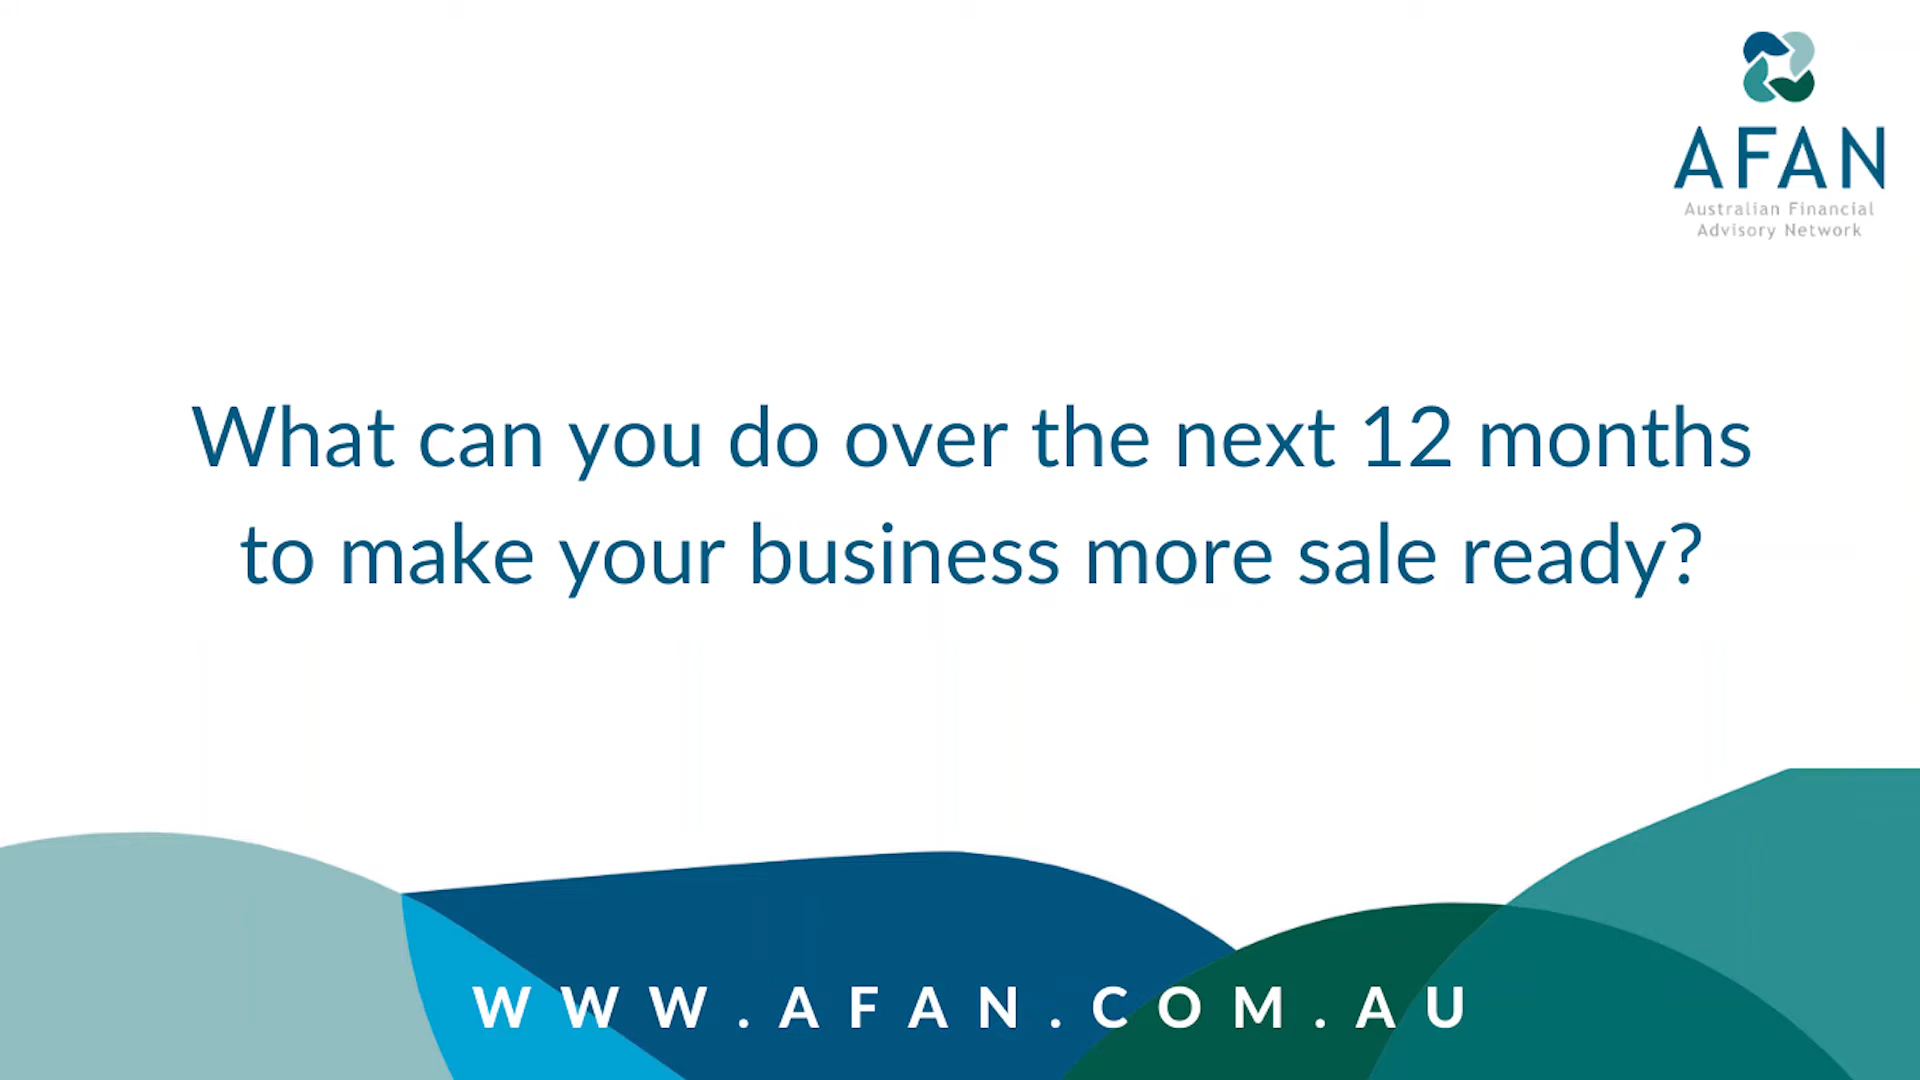 AFAN
Australian Financial
Advisory Network
What can you do over the next 12 months
to make your business more sale ready?
WWW.AFAN.COM.AU